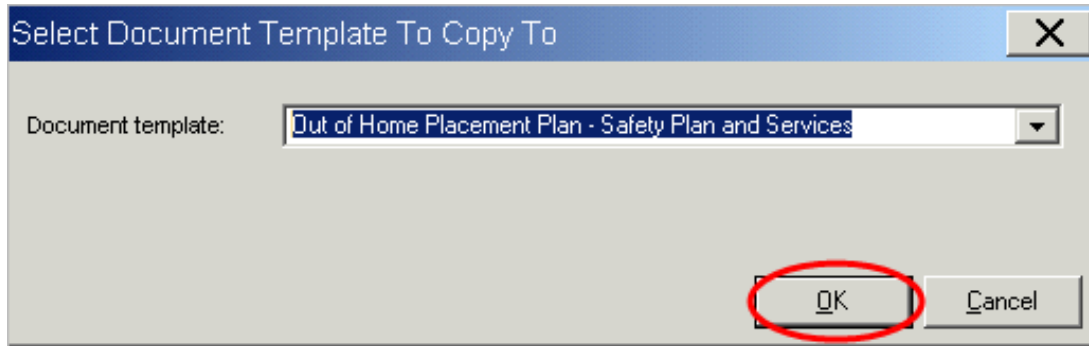 Select Document Template To Copy To
Document template: Out of Home Placement Plan - Safety Plan and Services
OK Cancel